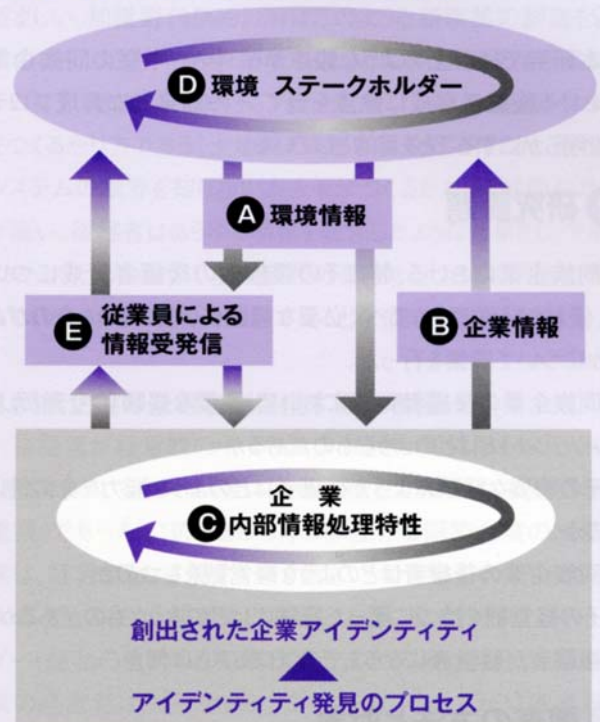 D 環境 ステークホルダー
A 環境情報
E 従業員による
情報受発信
B 企業情報
企 業
C 内部情報処理特性
創出された企業アイデンティティ
アイデンティティ発見のプロセス